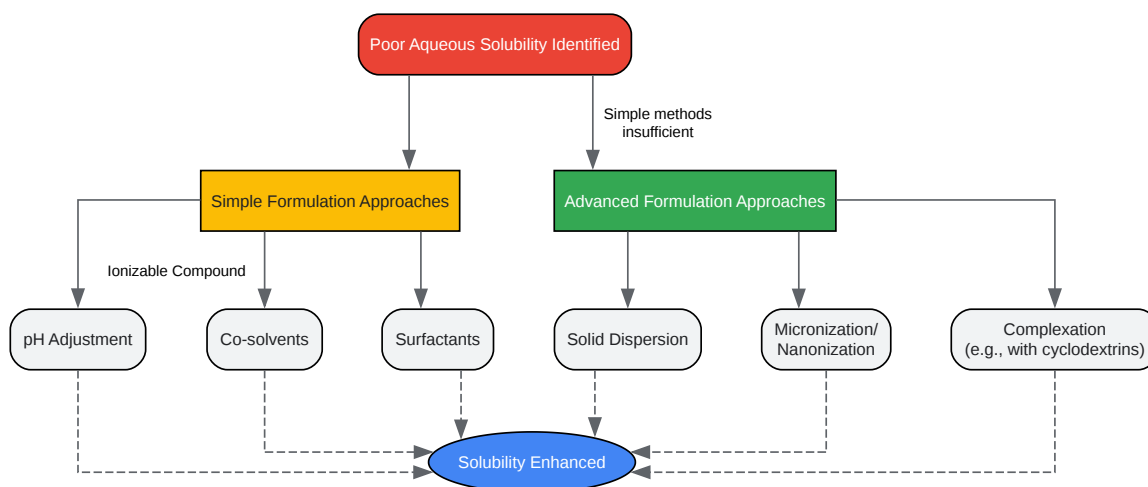 Poor Aqueous Solubility Identified
Simple methods
insufficient
Simple Formulation Approaches
Advanced Formulation Approaches
Ionizable Compound
pH Adjustment
Co-solvents
Surfactants
Solid Dispersion
Micronization/
Nanonization
Complexation
(e.g., with cyclodextrins)
Solubility Enhanced